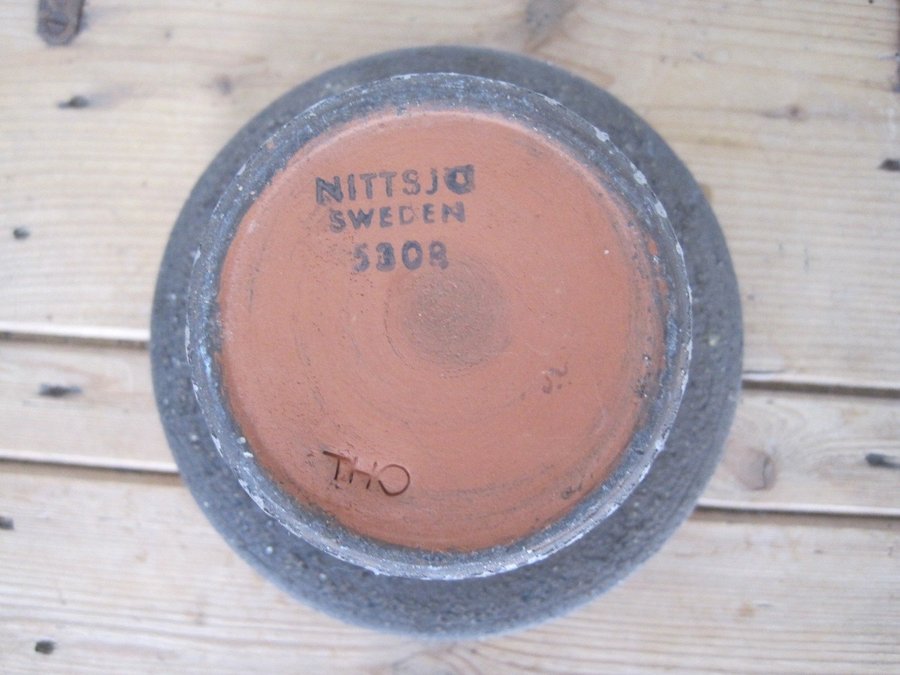 NITTSJÖ
SWEDEN
5308
THO